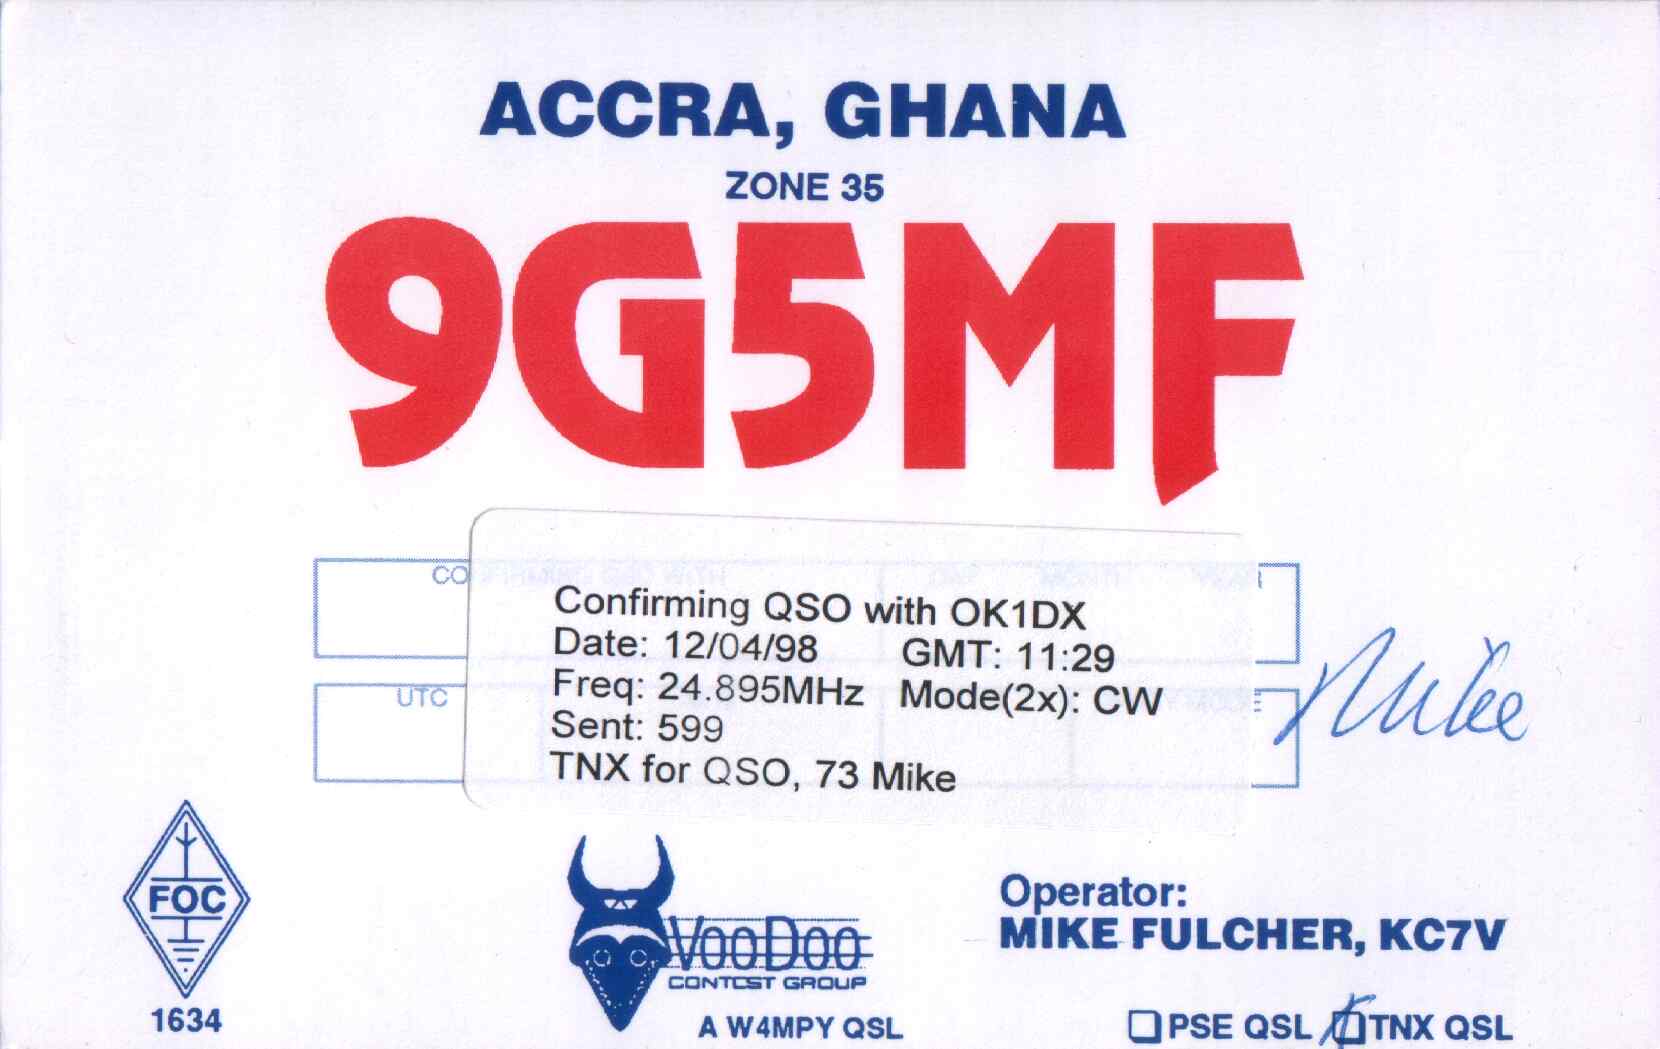 ACCRA, GHANA
ZONE 35
9G5MF
CO
UTC
Confirming QSO with OK1DX
Date: 12/04/98 GMT: 11:29
Freq: 24.895MHz Mode(2x): CW
Sent: 599
TNX for QSO, 73 Mike
Mike
FOC
1634
VOODOO
CONTEST GROUP
A W4MPY QSL
Operator:
MIKE FULCHER, KC7V
PSE QSL TNX QSL